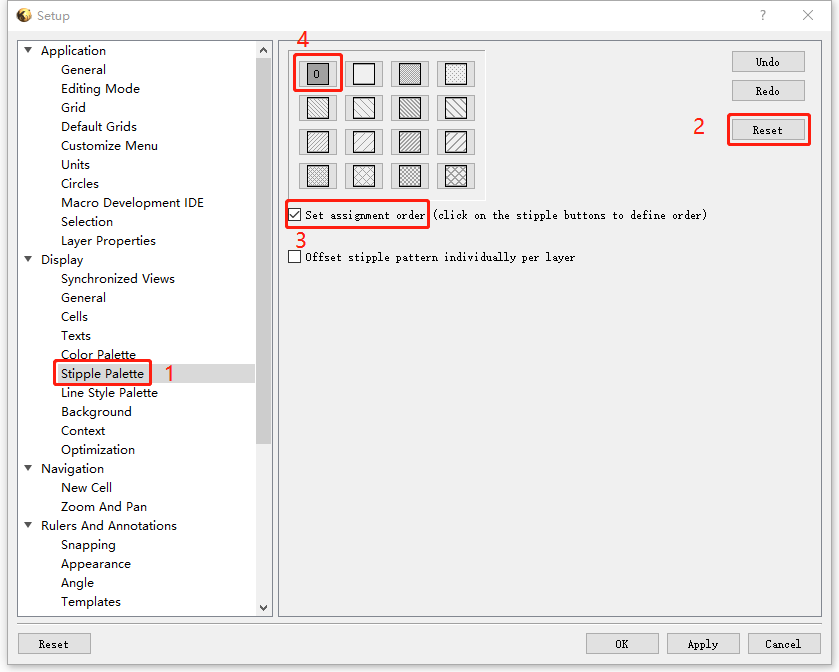 Setup
?
4
Application
General
Editing Mode
Grid
Default Grids
Customize Menu
Units
Circles
Macro Development IDE
Selection
Layer Properties
Display
Synchronized Views
General
Cells
Texts
Color Palette
Stipple Palette 1
Line Style Palette
Background
Context
Optimization
Navigation
New Cell
Zoom And Pan
Rulers And Annotations
Snapping
Appearance
Angle
Templates
0
Undo
Redo
2 Reset
Set assignment order (click on the stipple buttons to define order)
3
Offset stipple pattern individually per layer
Reset
OK
Apply
Cancel